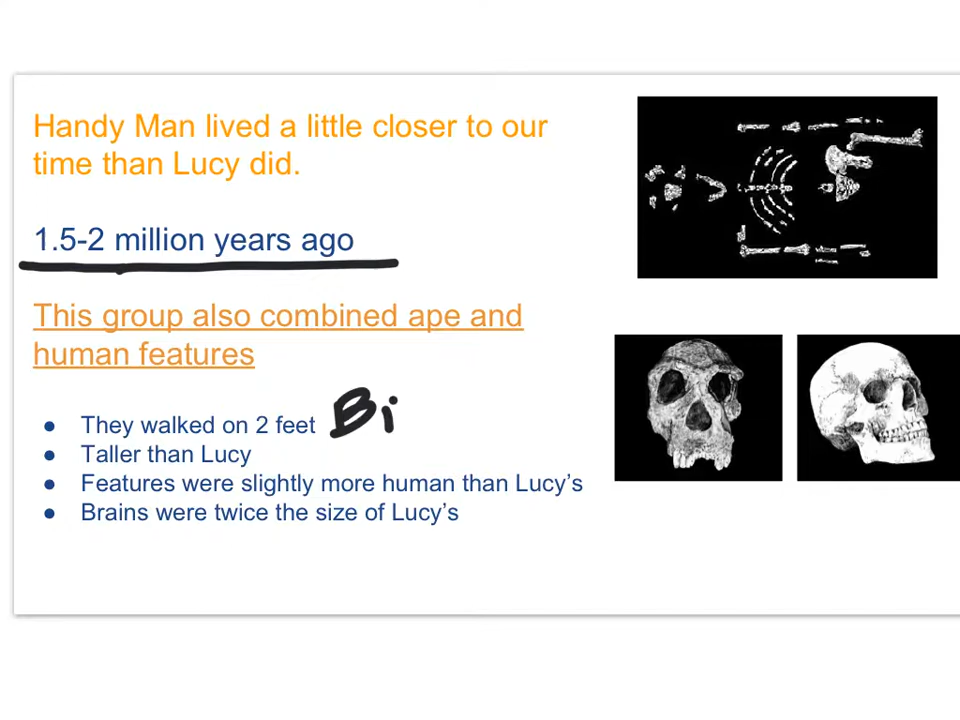 Handy Man lived a little closer to our
time than Lucy did.
1.5-2 million years ago
This group also combined ape and
human features
● They walked on 2 feet Bi
● Taller than Lucy
● Features were slightly more human than Lucy's
● Brains were twice the size of Lucy's